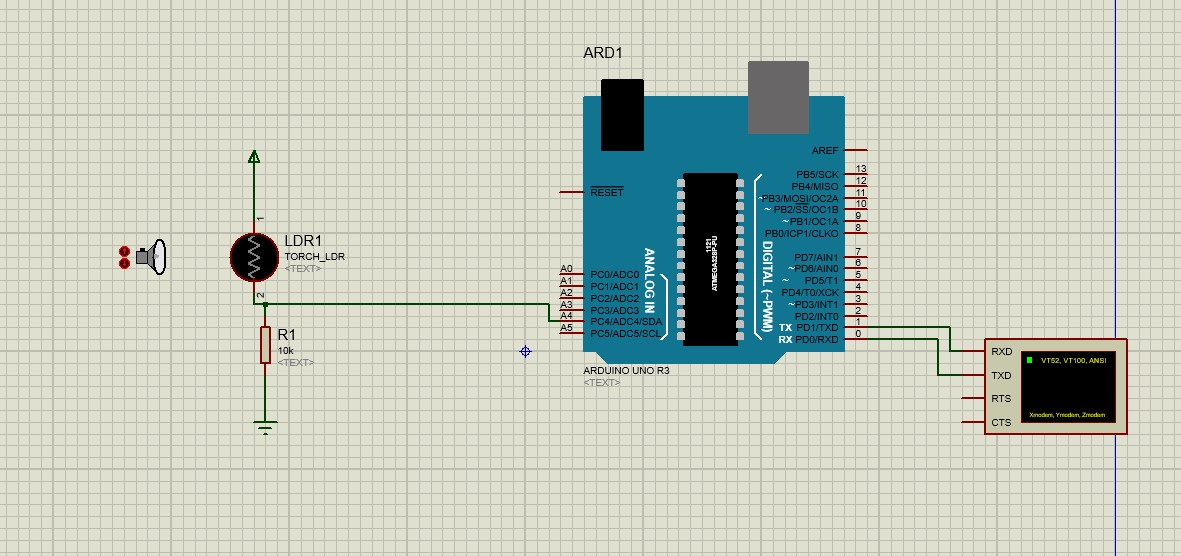 ARD1
AREF
RESET
PB5/SCK 13
PB4/MISO 12
~PB3/MOSI/OC2A 11
~ PB2/SS/OC1B 10
~ PB1/OC1A 9
PB0/ICP1/CLKO 8
PD7/AIN1 7
~ PD6/AIN0 6
~ PD5/T1 5
PD4/T0/XCK 4
~ PD3/INT1 3
PD2/INT0 2
TX PD1/TXD 1
RX PD0/RXD 0
DIGITAL (~PWM)
ATMEGA328P-PU
1121
ANALOG IN
A0 PC0/ADC0
A1 PC1/ADC1
A2 PC2/ADC2
A3 PC3/ADC3
A4 PC4/ADC4/SDA
A5 PC5/ADC5/SCL
ARDUINO UNO R3
<TEXT>
1
LDR1
TORCH_LDR
<TEXT>
2
R1
10k
<TEXT>
RXD
TXD
RTS
CTS
VT52, VT100, ANSI
Xmodem, Ymodem, Zmodem